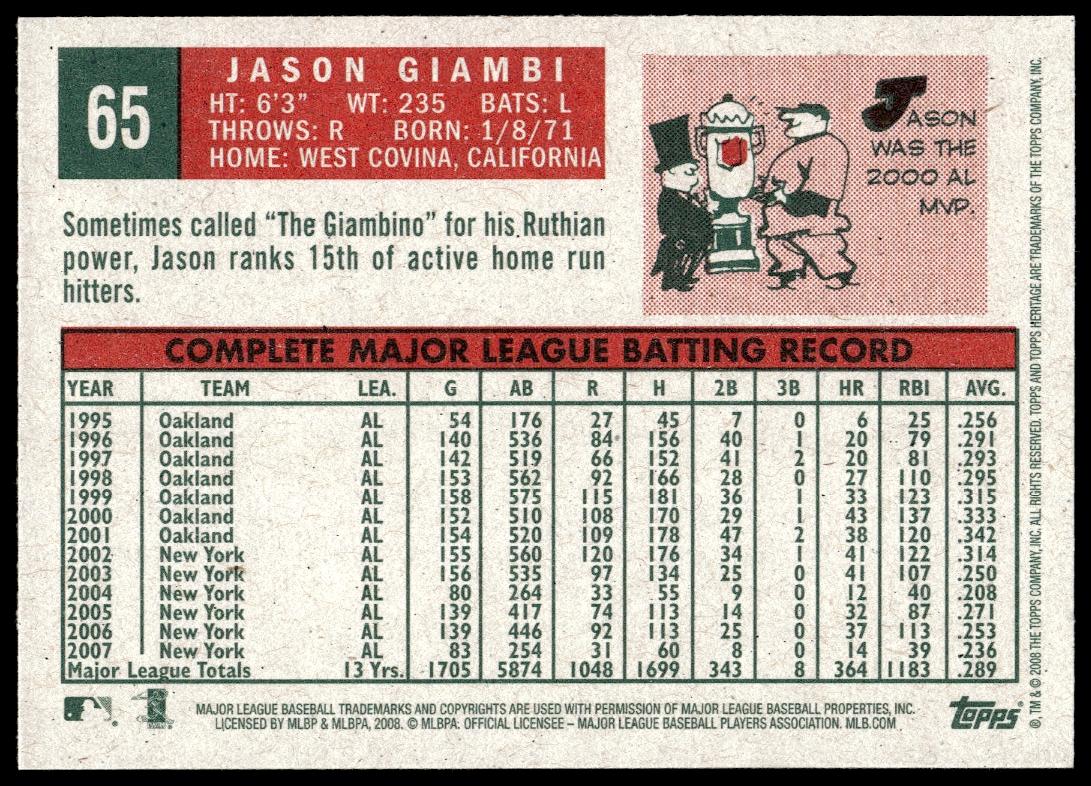 65
JASON GIAMBI
HT: 6'3" WT: 235 BATS: L
THROWS: R BORN: 1/8/71
HOME: WEST COVINA, CALIFORNIA
JASON
WAS THE
2000 AL
MVP.
Sometimes called "The Giambino" for his Ruthian
power, Jason ranks 15th of active home run
hitters.
COMPLETE MAJOR LEAGUE BATTING RECORD
YEAR TEAM LEA. G AB R H 2B 3B HR RBI AVG.
1995 Oakland AL 54 176 27 45 7 0 6 25 .256
1996 Oakland AL 140 536 84 156 40 1 20 79 .291
1997 Oakland AL 142 519 66 152 41 2 20 81 .293
1998 Oakland AL 153 562 92 166 28 0 27 110 .295
1999 Oakland AL 158 575 115 181 36 1 33 123 .315
2000 Oakland AL 152 510 108 170 29 1 43 137 .333
2001 Oakland AL 154 520 109 178 47 2 38 120 .342
2002 New York AL 155 560 120 176 34 1 41 122 .314
2003 New York AL 156 535 97 134 25 0 41 107 .250
2004 New York AL 80 264 33 55 9 0 12 40 .208
2005 New York AL 139 417 74 113 14 0 32 87 .271
2006 New York AL 139 446 92 113 25 0 37 113 .253
2007 New York AL 83 254 31 60 8 0 14 39 .236
Major League Totals 13 Yrs. 1705 5874 1048 1699 343 8 364 1183 .289
MAJOR LEAGUE BASEBALL TRADEMARKS AND COPYRIGHTS ARE USED WITH PERMISSION OF MAJOR LEAGUE BASEBALL PROPERTIES, INC.
LICENSED BY MLBP & MLBPA, 2008. © MLBPA: OFFICIAL LICENSEE – MAJOR LEAGUE BASEBALL PLAYERS ASSOCIATION. MLB.COM
topps
®, TM & © 2008 THE TOPPS COMPANY, INC. ALL RIGHTS RESERVED. TOPPS AND TOPPS HERITAGE ARE TRADEMARKS OF THE TOPPS COMPANY, INC.